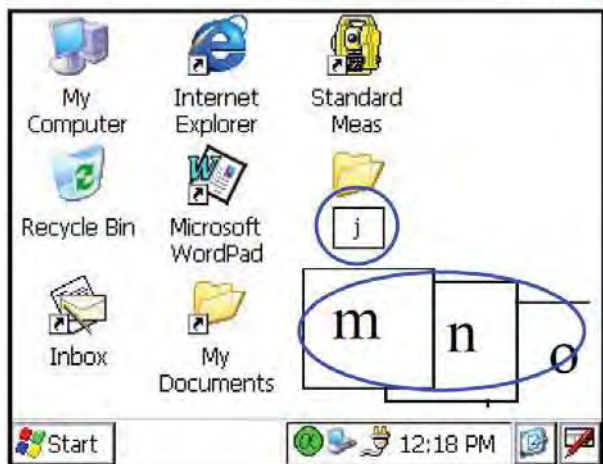 My Computer
Internet Explorer
Standard Meas
Recycle Bin
Microsoft WordPad
j
Inbox
My Documents
m n o
Start
12:18 PM